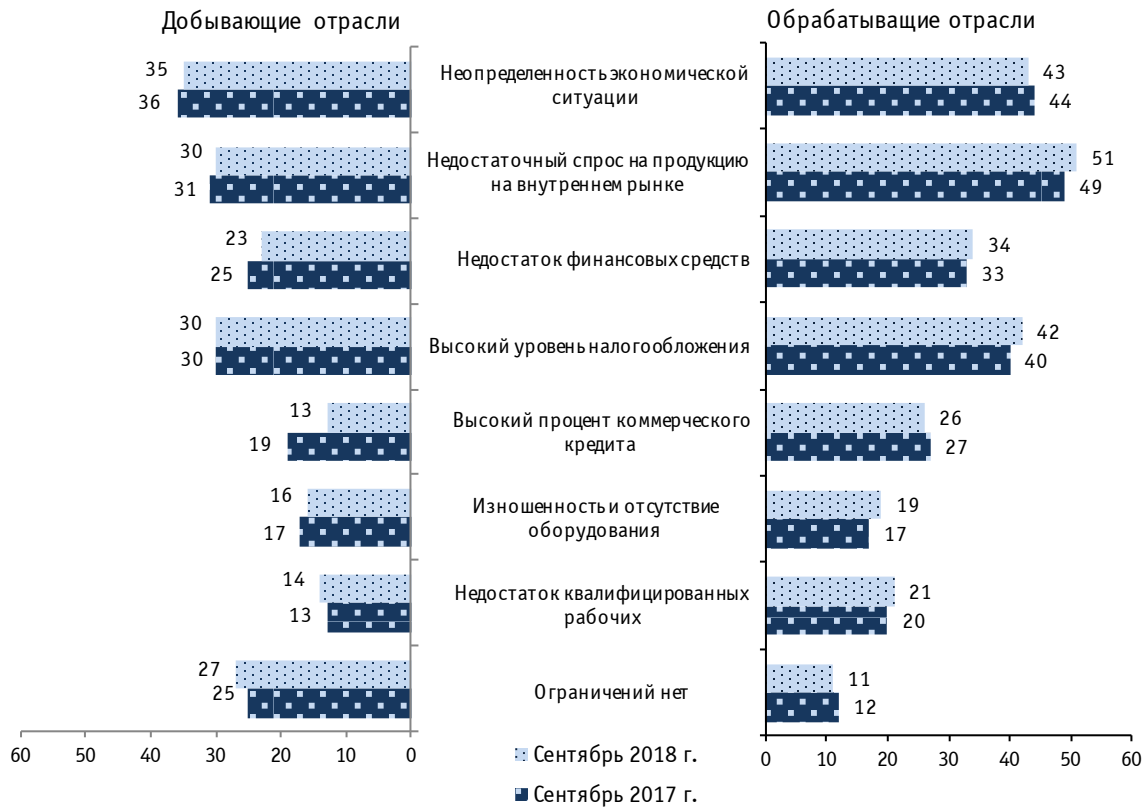 Добывающие отрасли
Обрабатыващие отрасли
35
36
Неопределенность экономической
ситуации
43
44
30
31
Недостаточный спрос на продукцию
на внутреннем рынке
51
49
23
25
Недостаток финансовых средств
34
33
30
30
Высокий уровень налогообложения
42
40
13
19
Высокий процент коммерческого
кредита
26
27
16
17
Изношенность и отсутствие
оборудования
19
17
14
13
Недостаток квалифицированных
рабочих
21
20
27
25
Ограничений нет
11
12
60 50 40 30 20 10 0
0 10 20 30 40 50 60
Сентябрь 2018 г.
Сентябрь 2017 г.